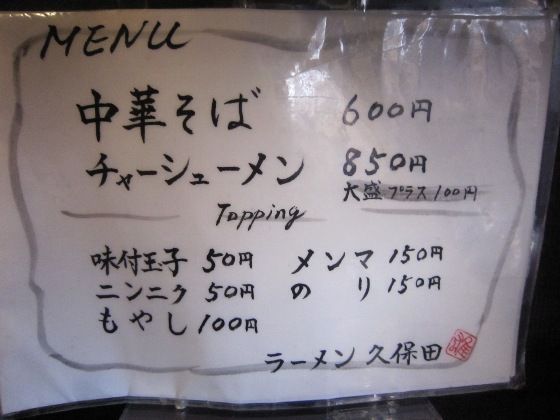 MENU
中華そば 600円
チャーシューメン 850円
大盛プラス100円
Topping
味付玉子 50円 メンマ 150円
ニンニク 50円 のり 150円
もやし 100円
ラーメン 久保田